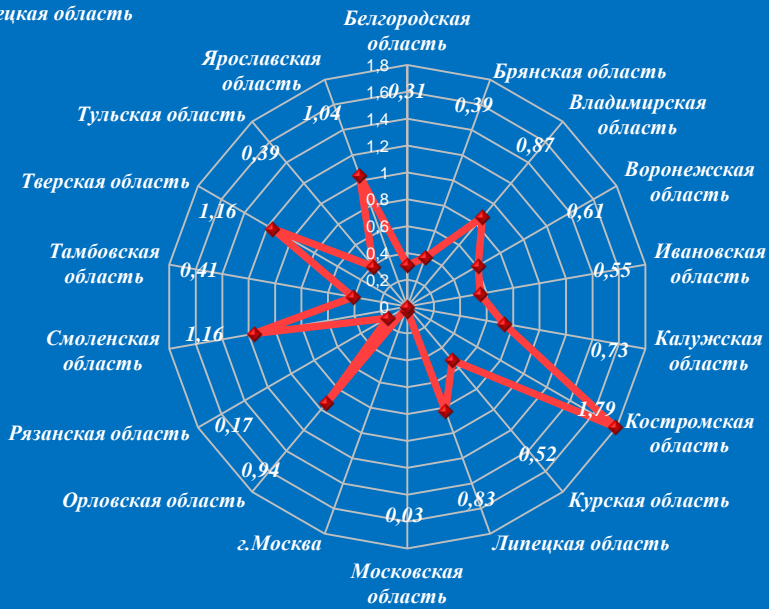 ецкая область
Белгородская
область
Ярославская
область
Брянская область
Владимирская
область
Тульская область
Тверская область
Воронежская
область
Тамбовская
область
Ивановская
область
Смоленская
область
Калужская
область
Рязанская область
Костромская
область
Орловская область
Курская область
г.Москва
Липецкая область
Московская
область
1,8
1,6
1,4
1,2
1
0,8
0,6
0,4
0,2
0
0,31
0,39
0,87
0,61
0,55
0,73
1,79
0,52
0,83
0,03
0,94
0,17
1,16
0,41
1,16
0,39
1,04